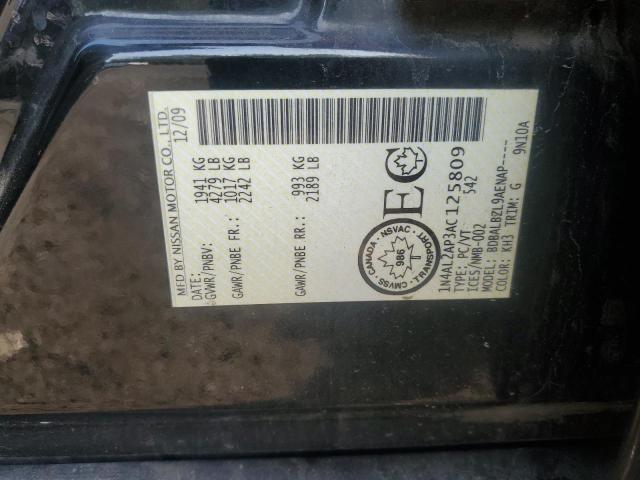 MFD BY NISSAN MOTOR CO., LTD.
DATE: 12/09
GVWR/PNBV: 1941 KG
4279 LB
GAWR/PNBE FR.: 1017 KG
2242 LB
GAWR/PNBE RR.: 993 KG
2189 LB
CANADA · NSVAC · TRANSPORT · CMVSS
986
EC
1N4AL2AP3AC125809
TYPE: PC/VT
ICES/NMB-002 542
MODEL: BDBALBZL9AENAP-----
COLOR: KH3 TRIM: G 9N10A